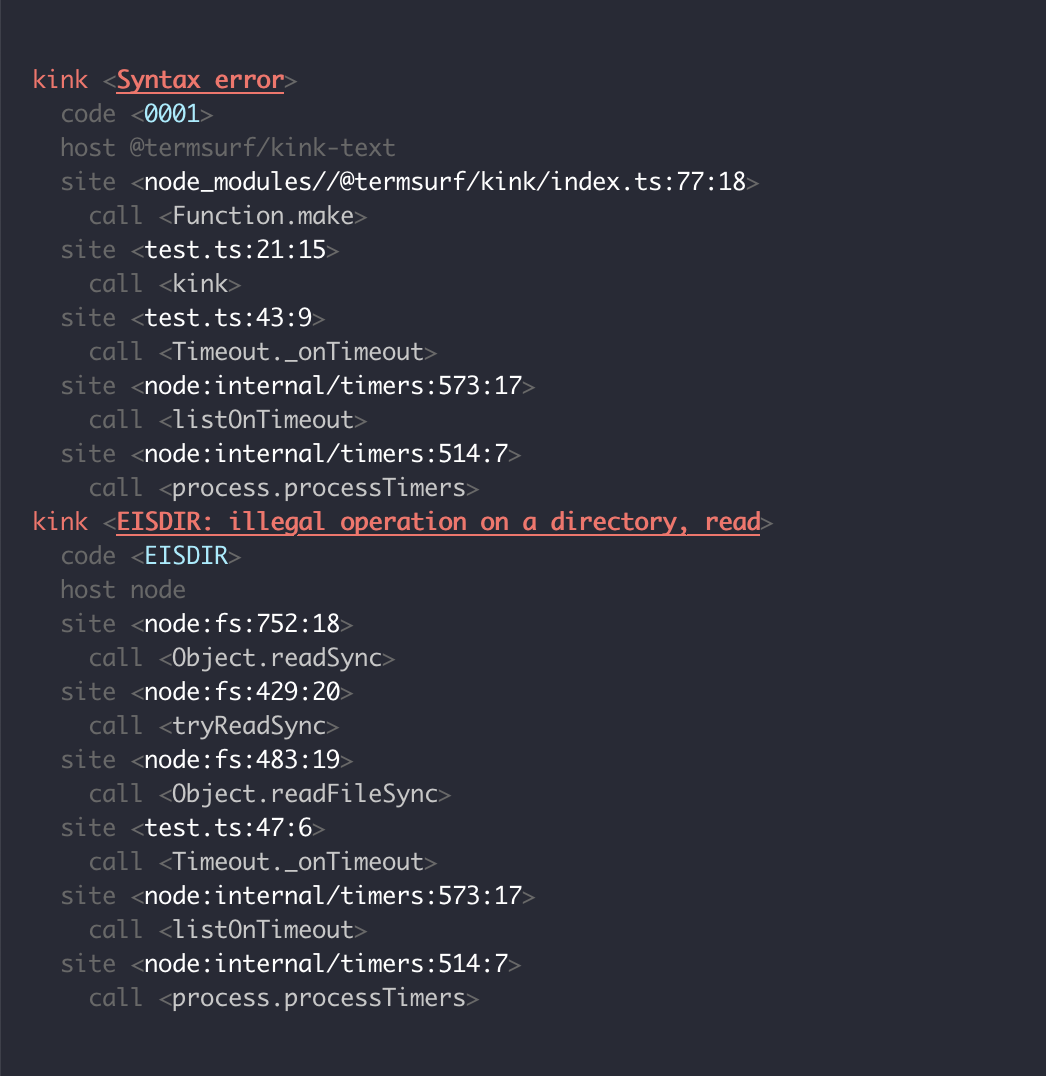 kink <Syntax error>
  code <0001>
  host @termsurf/kink-text
  site <node_modules//@termsurf/kink/index.ts:77:18>
    call <Function.make>
  site <test.ts:21:15>
    call <kink>
  site <test.ts:43:9>
    call <Timeout._onTimeout>
  site <node:internal/timers:573:17>
    call <listOnTimeout>
  site <node:internal/timers:514:7>
    call <process.processTimers>
kink <EISDIR: illegal operation on a directory, read>
  code <EISDIR>
  host node
  site <node:fs:752:18>
    call <Object.readSync>
  site <node:fs:429:20>
    call <tryReadSync>
  site <node:fs:483:19>
    call <Object.readFileSync>
  site <test.ts:47:6>
    call <Timeout._onTimeout>
  site <node:internal/timers:573:17>
    call <listOnTimeout>
  site <node:internal/timers:514:7>
    call <process.processTimers>